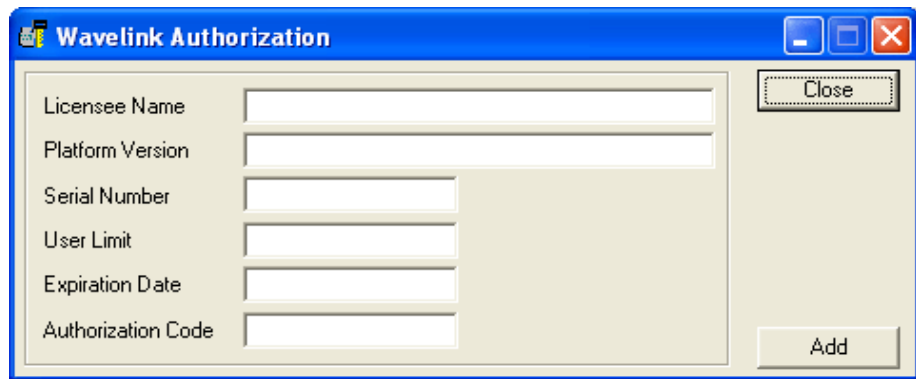 Wavelink Authorization
Licensee Name
Close
Platform Version
Serial Number
User Limit
Expiration Date
Authorization Code
Add